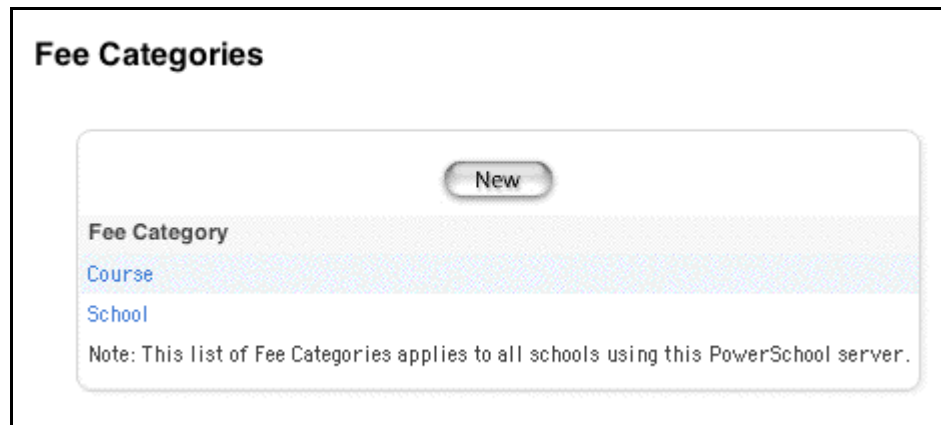 Fee Categories
New
Fee Category
Course
School
Note: This list of Fee Categories applies to all schools using this PowerSchool server.